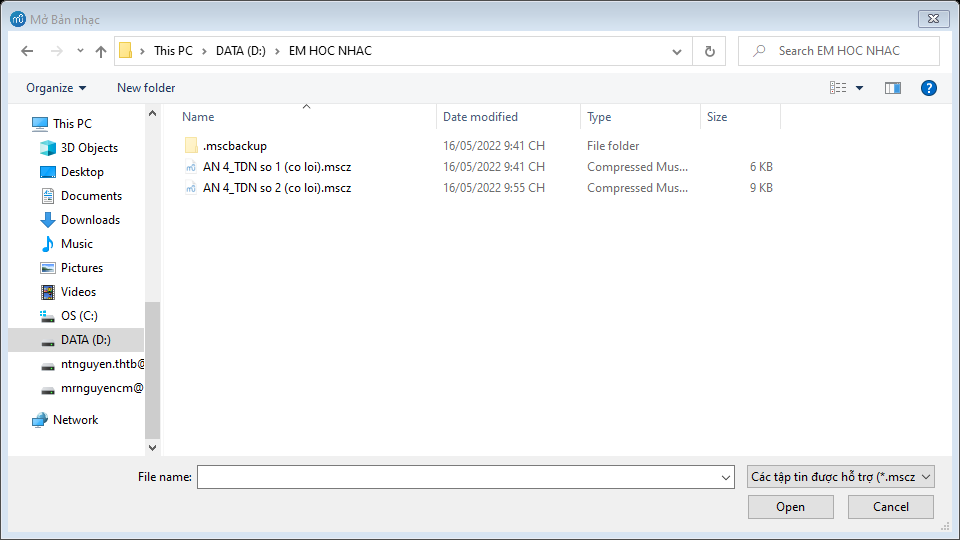 Mở Bản nhạc
This PC > DATA (D:) > EM HOC NHAC
Search EM HOC NHAC
Organize
New folder
Name Date modified Type Size
.mscbackup 16/05/2022 9:41 CH File folder
AN 4_TDN so 1 (co loi).mscz 16/05/2022 9:41 CH Compressed Mus... 6 KB
AN 4_TDN so 2 (co loi).mscz 16/05/2022 9:55 CH Compressed Mus... 9 KB
This PC
3D Objects
Desktop
Documents
Downloads
Music
Pictures
Videos
OS (C:)
DATA (D:)
ntnguyen.thtb@
mrnguyencm@
Network
File name:
Các tập tin được hỗ trợ (*.mscz
Open
Cancel